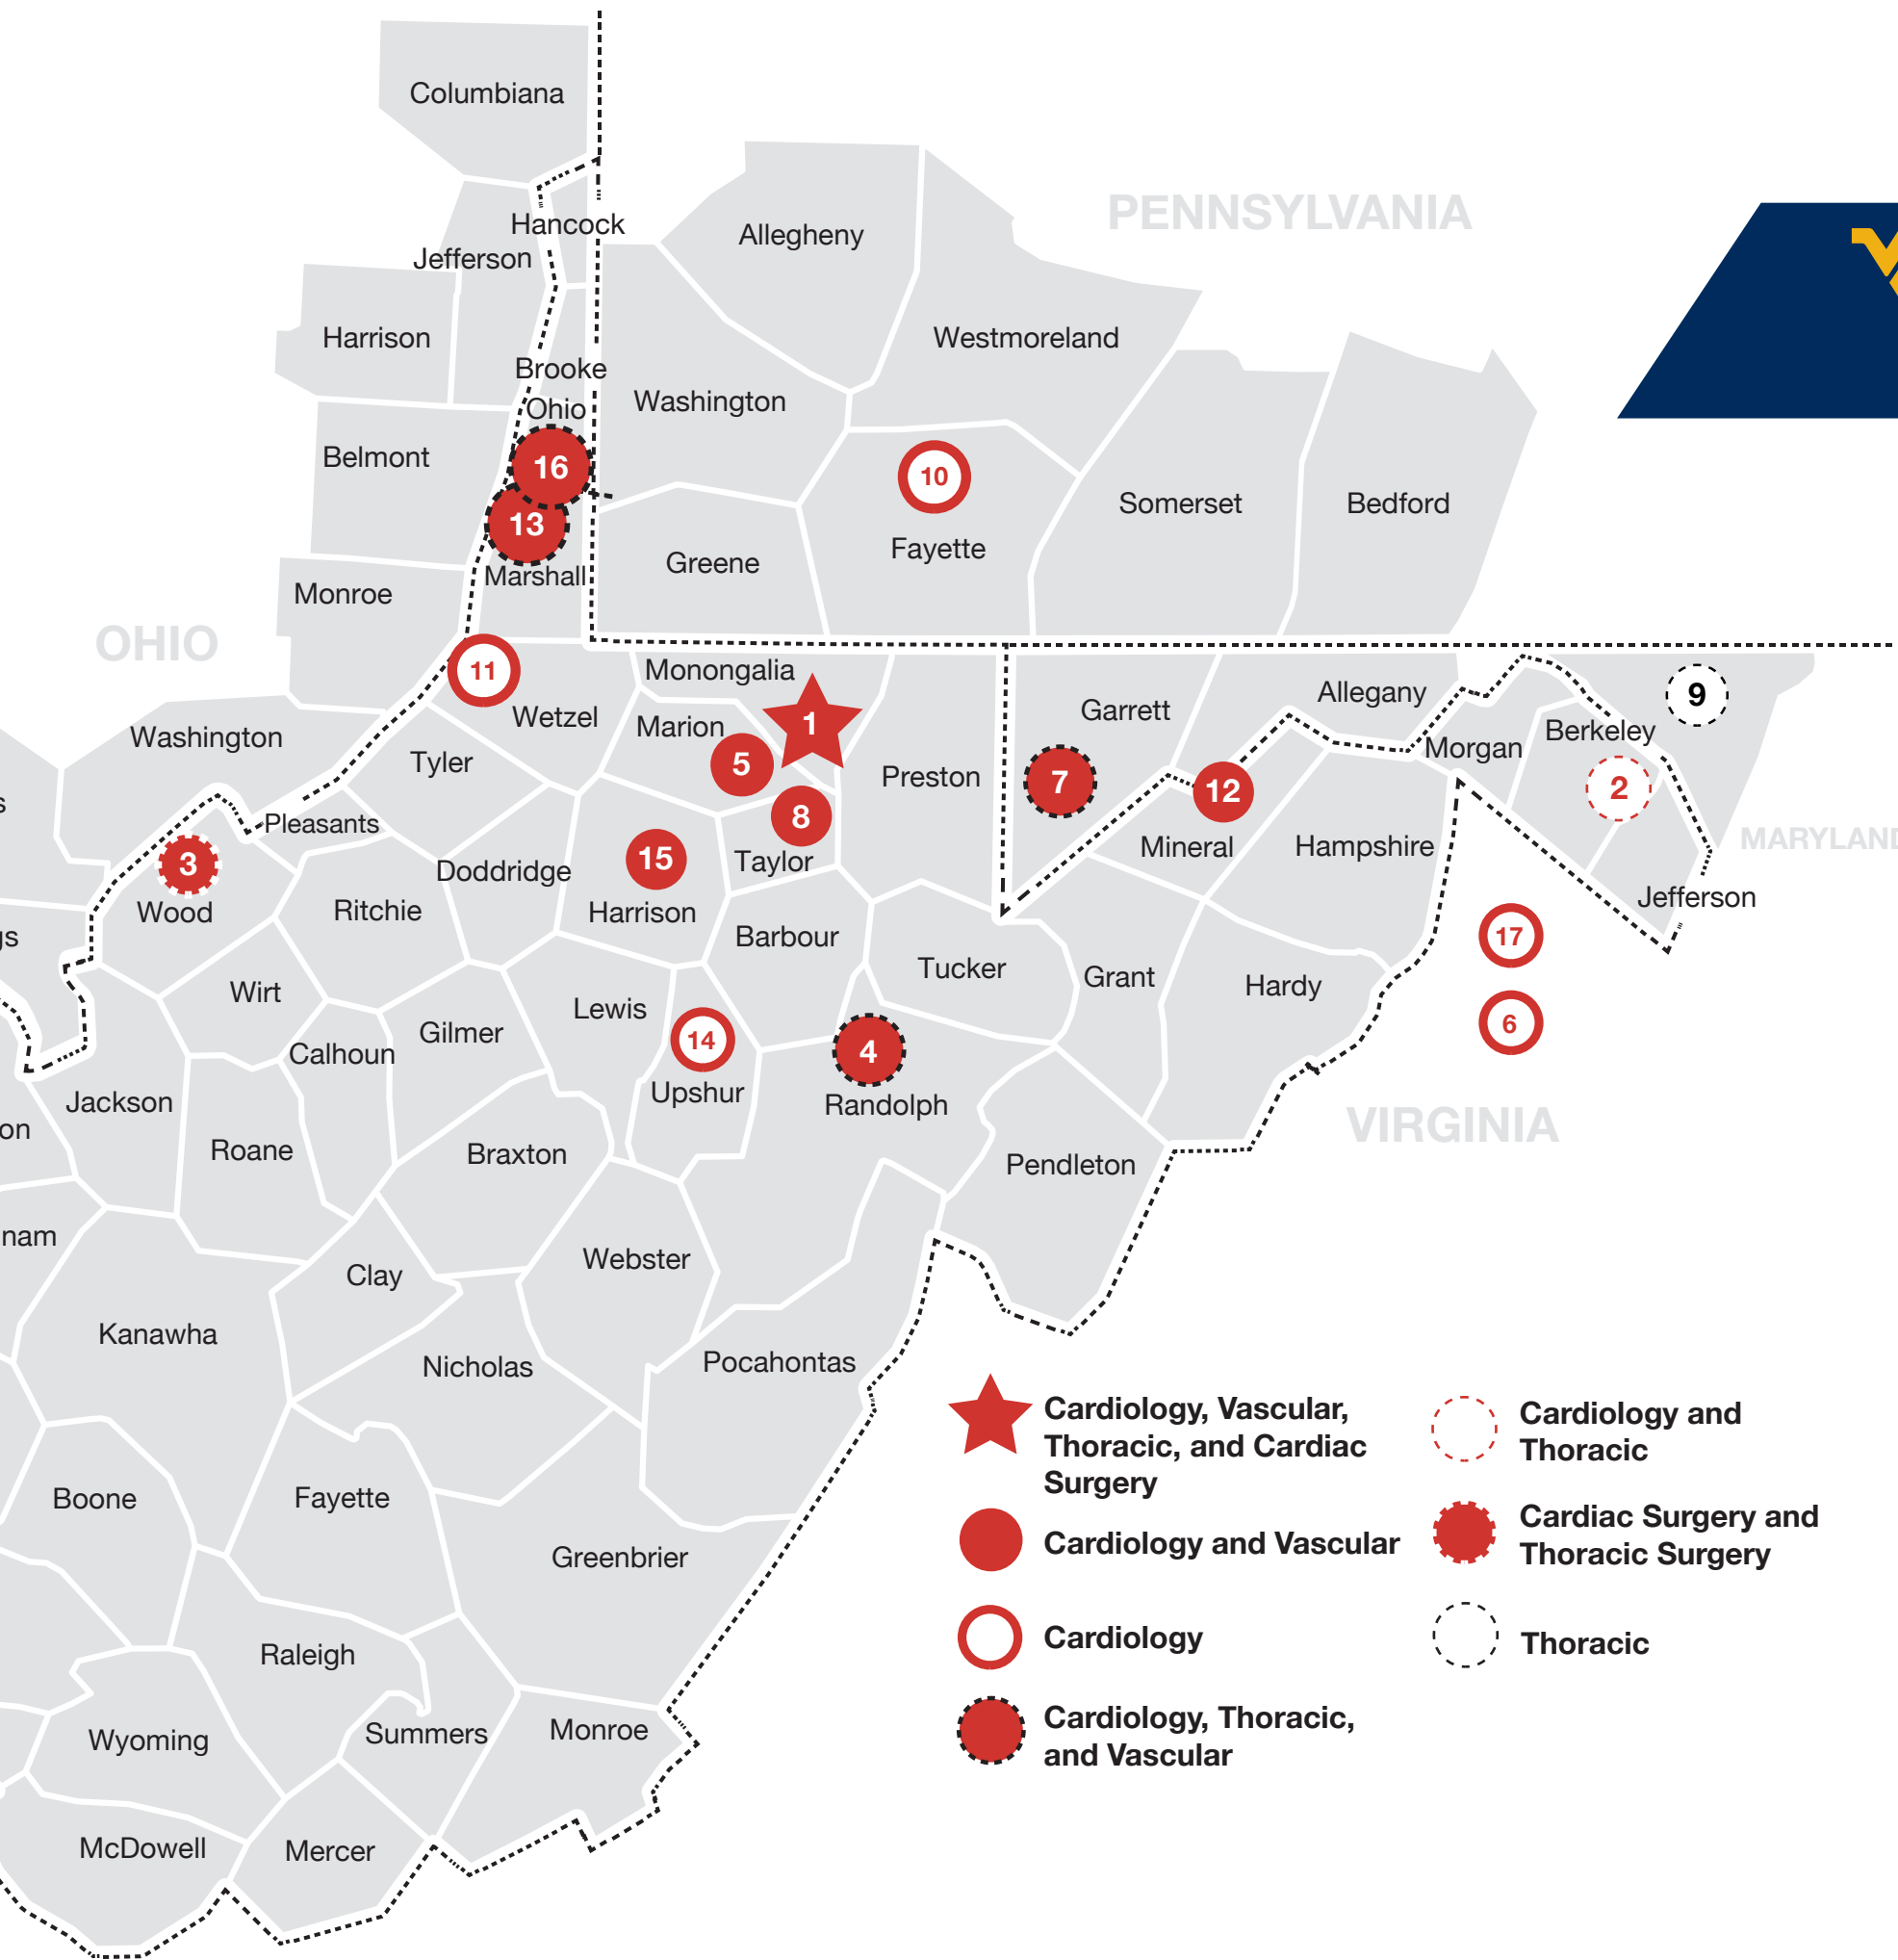 Columbiana
Hancock
Allegheny
PENNSYLVANIA
Jefferson
Harrison
Westmoreland
Brooke
Washington
Ohio
Belmont
16
10
Somerset
Bedford
13
Fayette
Greene
Marshall
Monroe
OHIO
11
Monongalia
Allegany
9
Wetzel
Garrett
1
Marion
Berkeley
Washington
Morgan
Tyler
5
Preston
7
12
2
8
Pleasants
MARYLAND
Mineral
Hampshire
3
15
Taylor
Doddridge
Jefferson
Wood
Ritchie
Harrison
17
Barbour
gs
Tucker
Grant
Hardy
Wirt
Lewis
6
Gilmer
14
4
Calhoun
Upshur
Jackson
Randolph
VIRGINIA
on
Roane
Braxton
Pendleton
nam
Webster
Clay
Kanawha
Nicholas
Pocahontas
Boone
Fayette
Greenbrier
Raleigh
Wyoming
Summers
Monroe
McDowell
Mercer
Cardiology, Vascular,
Thoracic, and Cardiac
Surgery
Cardiology and Vascular
Cardiology
Cardiology, Thoracic,
and Vascular
Cardiology and
Thoracic
Cardiac Surgery and
Thoracic Surgery
Thoracic